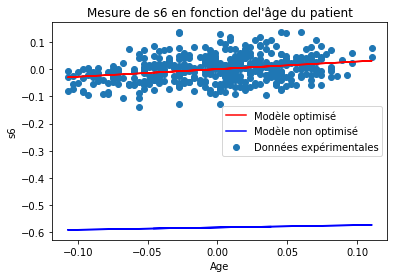 Mesure de s6 en fonction del'âge du patient
0.1
0.0
−0.1
−0.2
−0.3
−0.4
−0.5
−0.6
s6
Modèle optimisé
Modèle non optimisé
Données expérimentales
−0.10
−0.05
0.00
0.05
0.10
Age